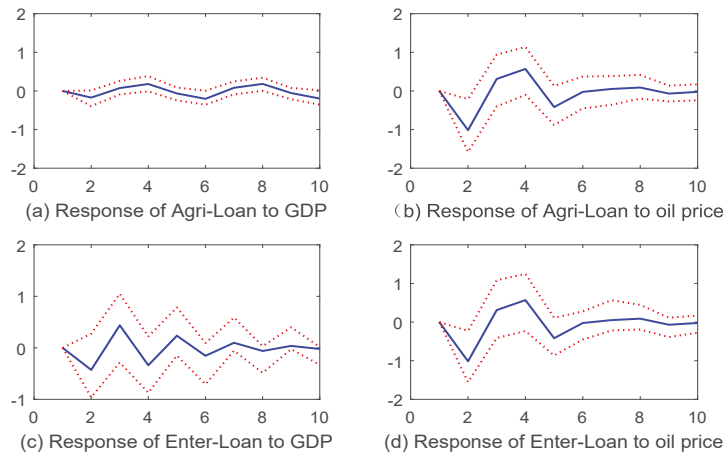 2
2
1
1
0
0
-1
-1
-2
-2
0 2 4 6 8 10
0 2 4 6 8 10
(a) Response of Agri-Loan to GDP
（b) Response of Agri-Loan to oil price
2
2
1
1
0
0
-1
-1
-2
0 2 4 6 8 10
0 2 4 6 8 10
(c) Response of Enter-Loan to GDP
(d) Response of Enter-Loan to oil price